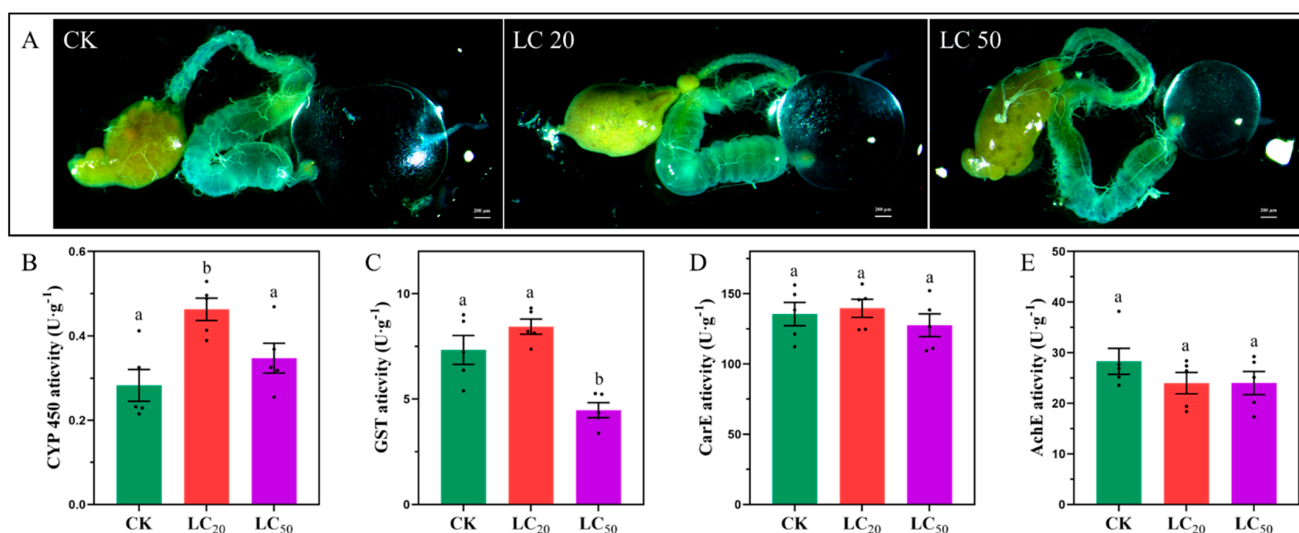 A
CK
LC 20
LC 50
200 μm
200 μm
200 μm
B
CYP 450 aticvity (U·g⁻¹)
0.6
0.4
0.2
0.0
a
b
a
CK
LC₂₀
LC₅₀
C
GST aticvity (U·g⁻¹)
10
5
0
a
a
b
CK
LC₂₀
LC₅₀
D
CarE aticvity (U·g⁻¹)
150
125
100
75
50
25
0
a
a
a
CK
LC₂₀
LC₅₀
E
AchE aticvity (U·g⁻¹)
50
40
30
20
10
0
a
a
a
CK
LC₂₀
LC₅₀